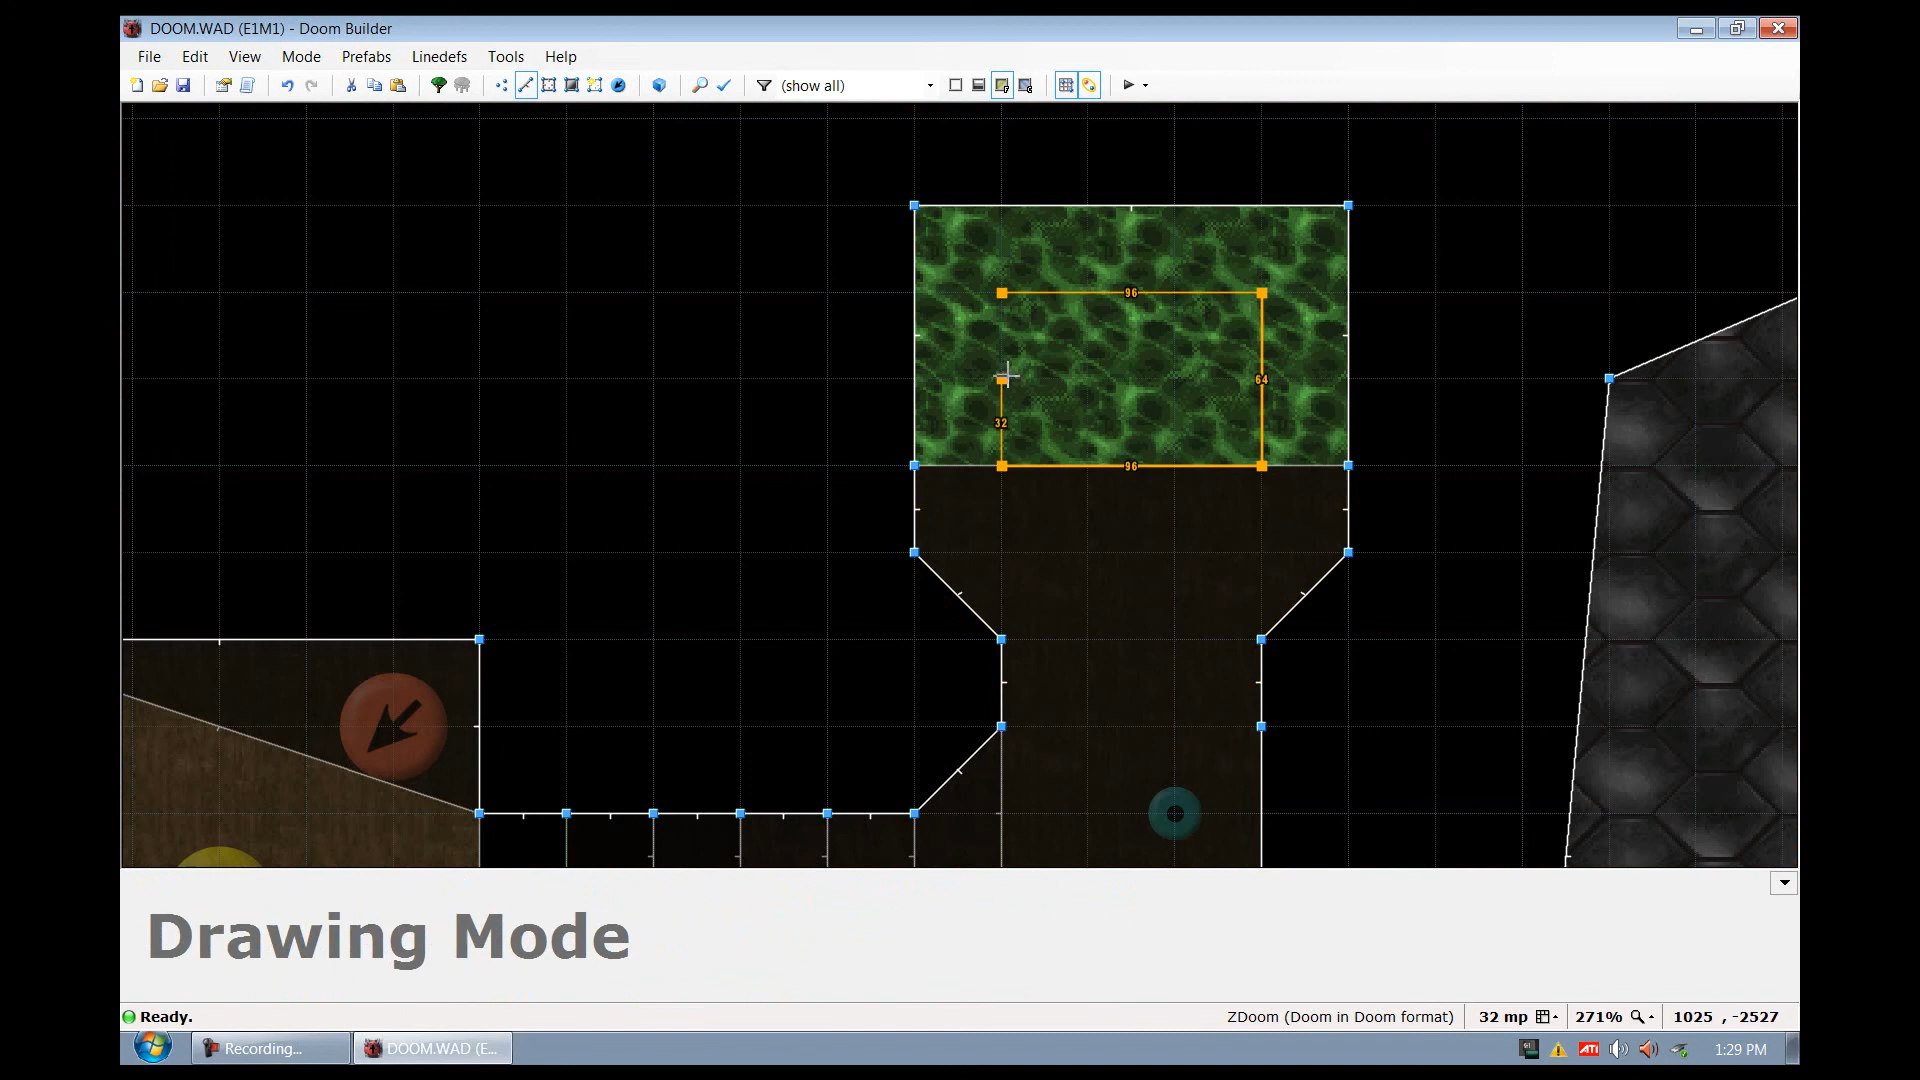 DOOM.WAD (E1M1) - Doom Builder
File Edit View Mode Prefabs Linedefs Tools Help
(show all)
96
64
32
96
Drawing Mode
Ready.
ZDoom (Doom in Doom format) 32 mp 271% 1025 , -2527
Recording... DOOM.WAD (E... ATI 1:29 PM